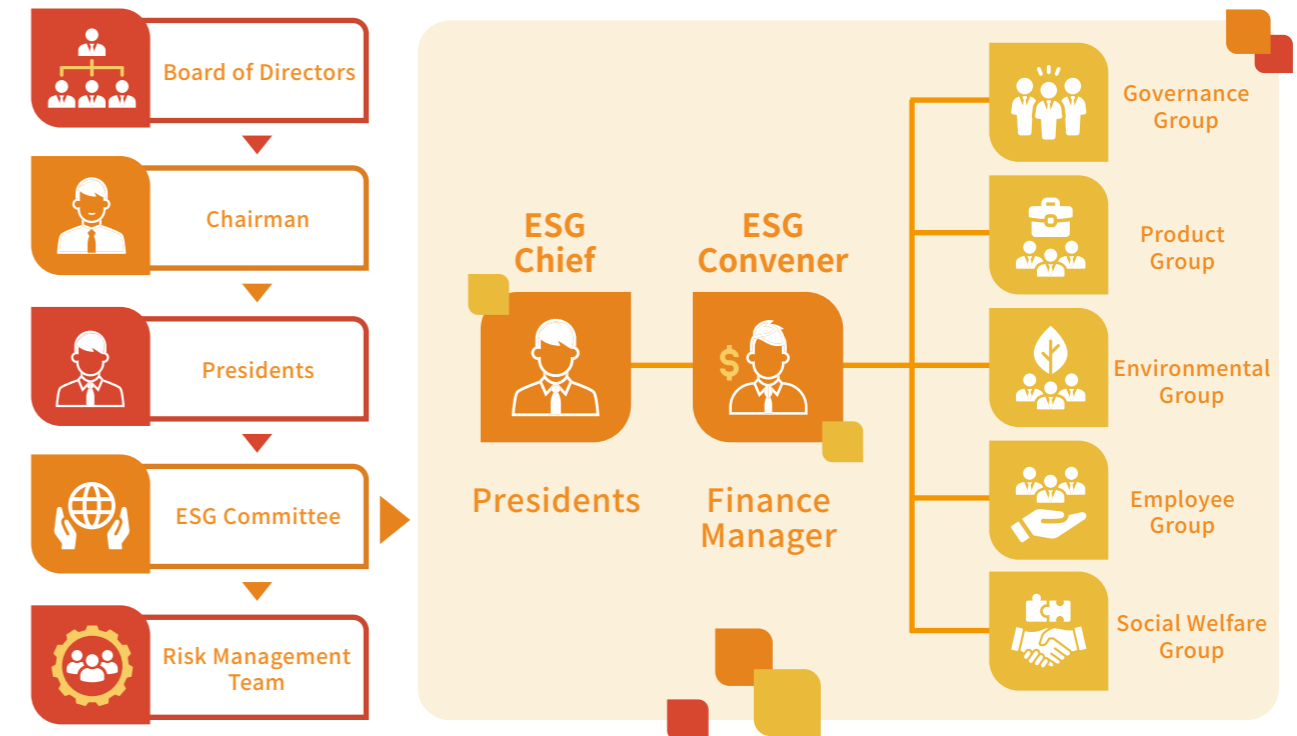 Board of Directors
Chairman
Presidents
ESG Committee
Risk Management
Team
ESG
Chief
Presidents
ESG
Convener
$
Finance
Manager
Governance
Group
Product
Group
Environmental
Group
Employee
Group
Social Welfare
Group